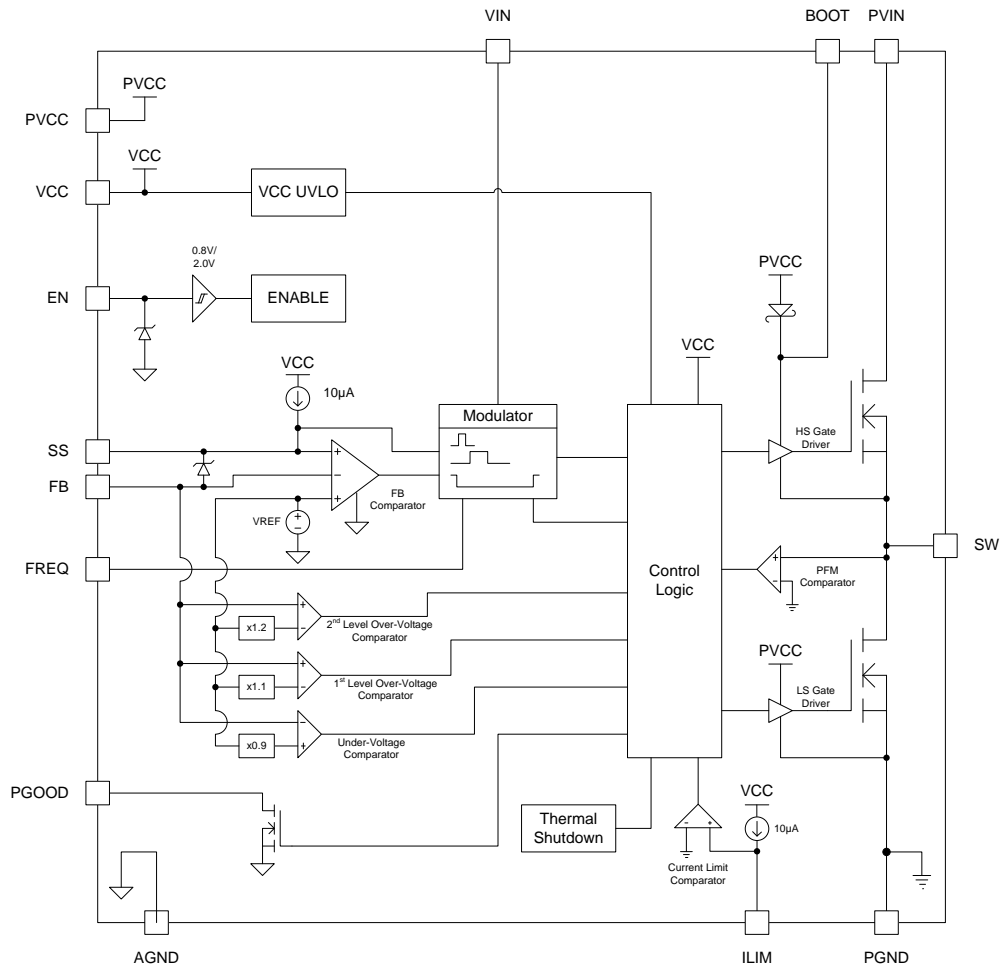 VIN
BOOT
PVIN
PVCC
PVCC
VCC
VCC
VCC UVLO
0.8V/
2.0V
EN
ENABLE
PVCC
VCC
VCC
10µA
Modulator
SS
FB
+
−
+
FB
Comparator
HS Gate
Driver
VREF
+
−
SW
FREQ
Control
Logic
+
−
PFM
Comparator
x1.2
+
−
2nd Level Over-Voltage
Comparator
x1.1
+
−
1st Level Over-Voltage
Comparator
PVCC
LS Gate
Driver
x0.9
−
+
Under-Voltage
Comparator
PGOOD
Thermal
Shutdown
VCC
10µA
−
+
Current Limit
Comparator
AGND
ILIM
PGND